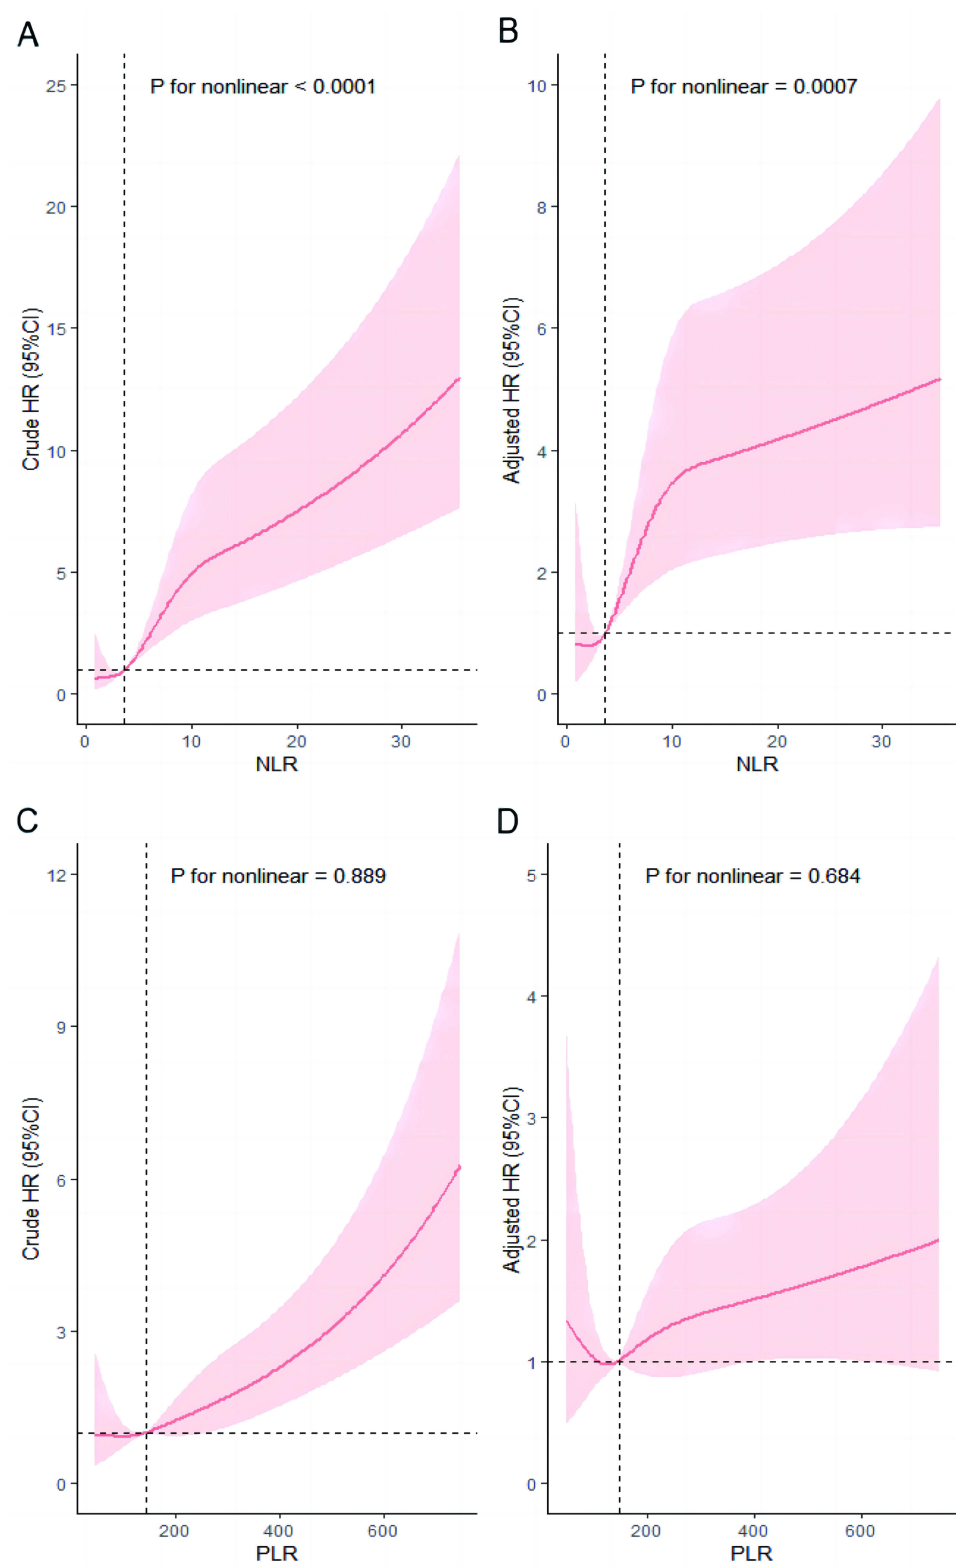 A
P for nonlinear < 0.0001
25
20
15
10
5
0
Crude HR (95%CI)
0 10 20 30
NLR
B
P for nonlinear = 0.0007
10
8
6
4
2
0
Adjusted HR (95%CI)
0 10 20 30
NLR
C
P for nonlinear = 0.889
12
9
6
3
0
Crude HR (95%CI)
200 400 600
PLR
D
P for nonlinear = 0.684
5
4
3
2
1
0
Adjusted HR (95%CI)
200 400 600
PLR